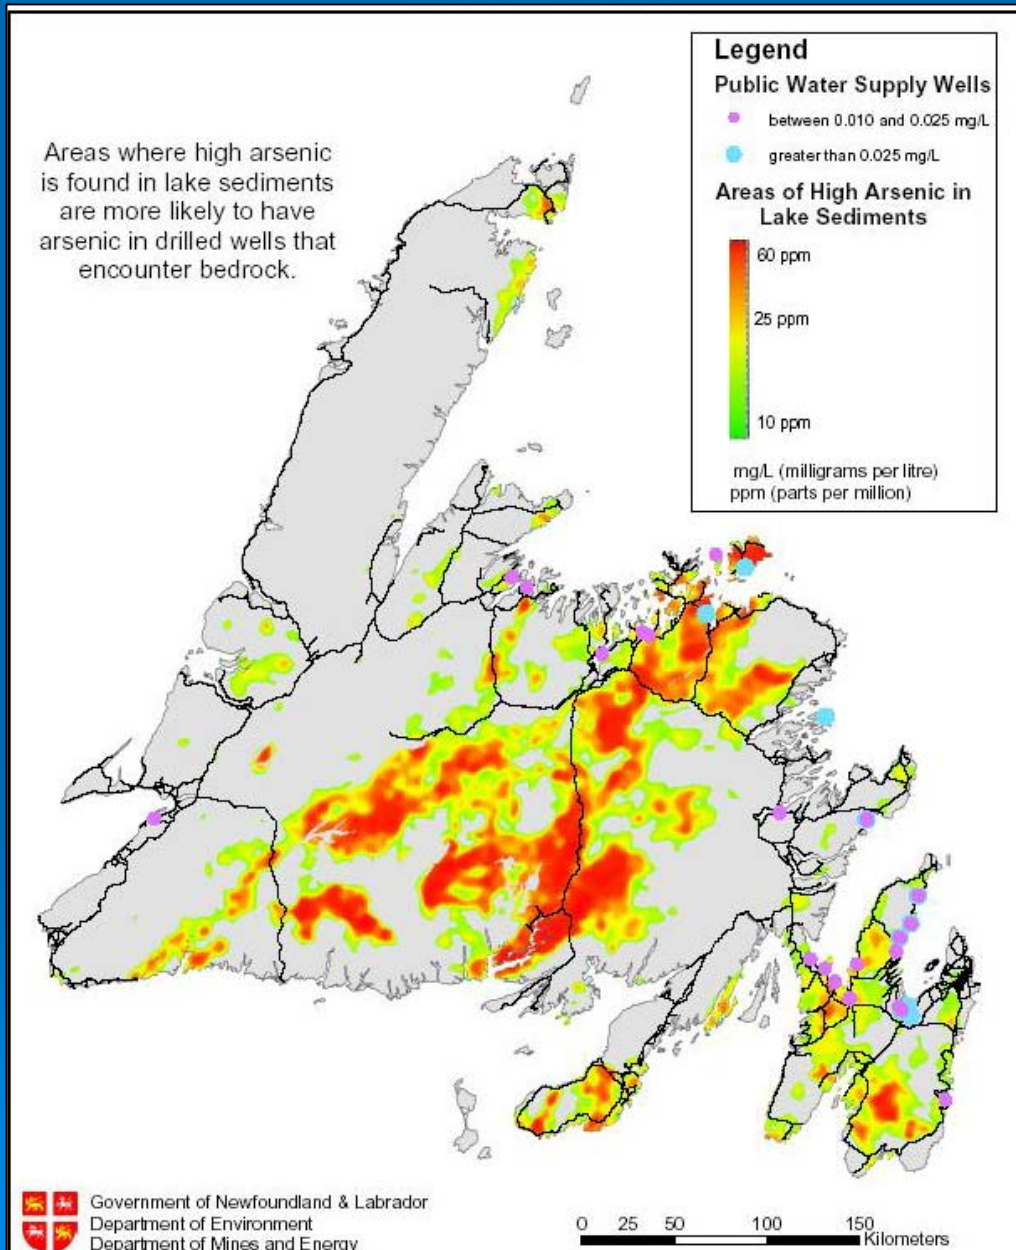 Areas where high arsenic
is found in lake sediments
are more likely to have
arsenic in drilled wells that
encounter bedrock.
Legend
Public Water Supply Wells
between 0.010 and 0.025 mg/L
greater than 0.025 mg/L
Areas of High Arsenic in
Lake Sediments
60 ppm
25 ppm
10 ppm
mg/L (milligrams per litre)
ppm (parts per million)
Government of Newfoundland & Labrador
Department of Environment
Department of Mines and Energy
0 25 50 100 150
Kilometers